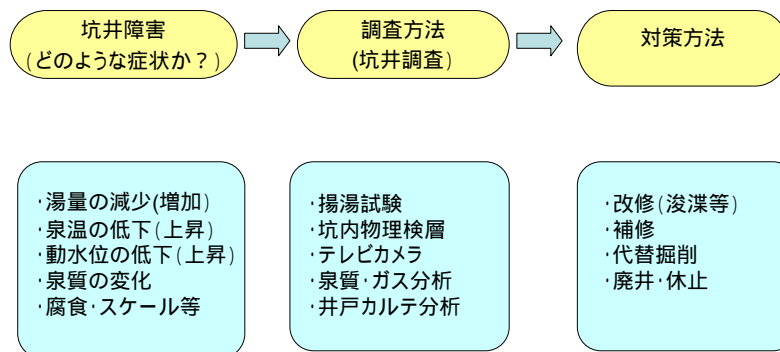 坑井障害
(どのような症状か？)
調査方法
(坑井調査)
対策方法
･湯量の減少(増加)
･泉温の低下(上昇)
･動水位の低下(上昇)
･泉質の変化
･腐食･スケール等
･揚湯試験
･坑内物理検層
･テレビカメラ
･泉質･ガス分析
･井戸カルテ分析
･改修(浚渫等)
･補修
･代替掘削
･廃井･休止